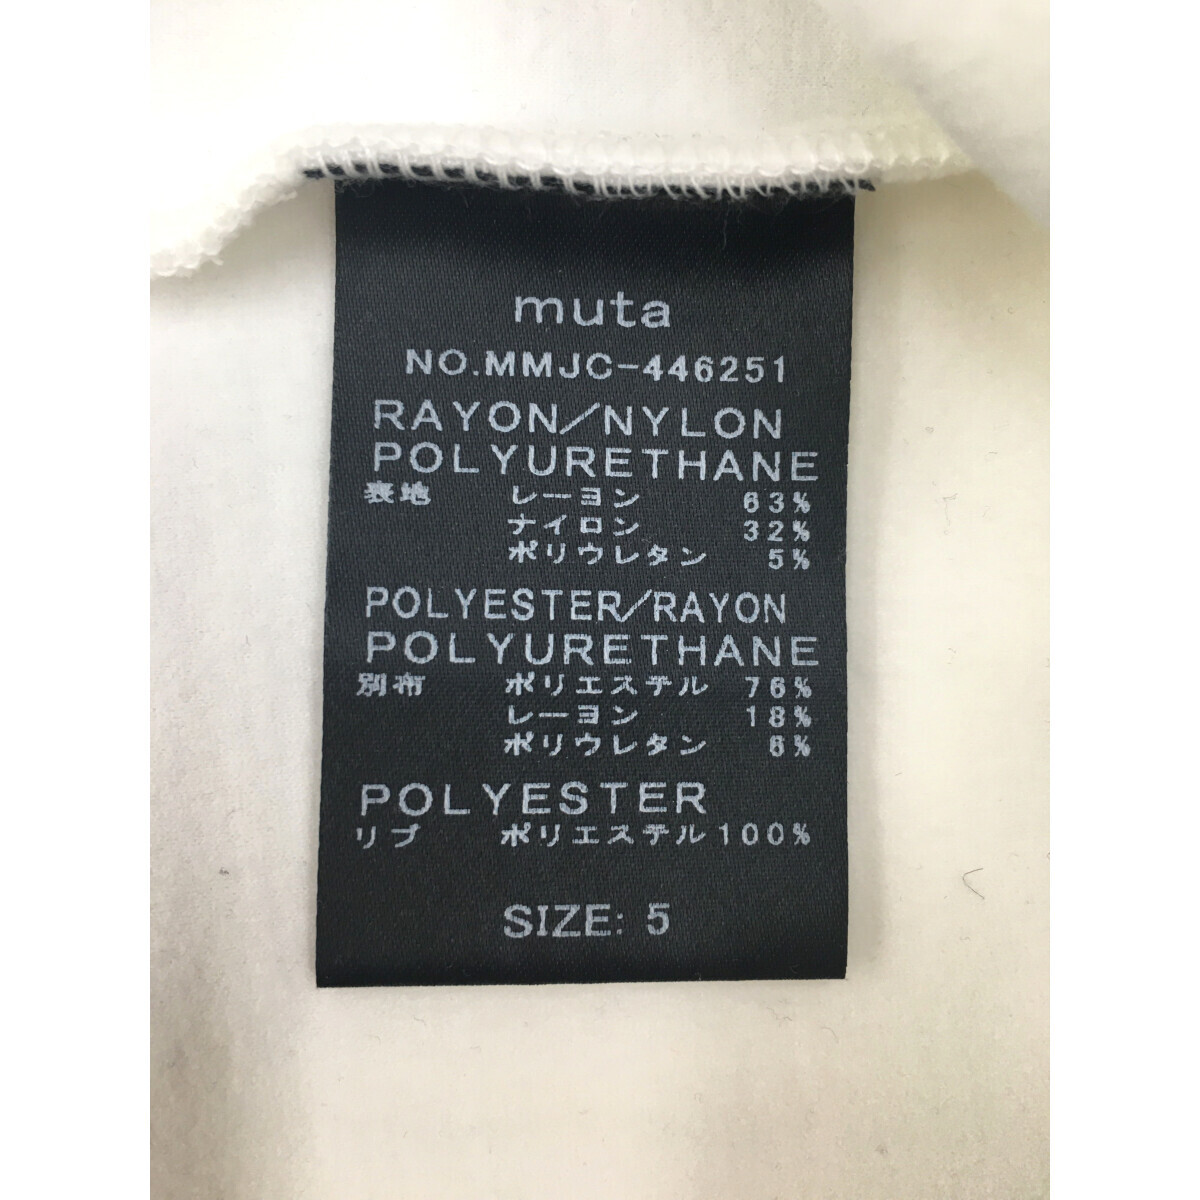 muta
NO.MMJC-446251
RAYON/NYLON
POLYURETHANE
表地 レーヨン 63%
ナイロン 32%
ポリウレタン 5%
POLYESTER/RAYON
POLYURETHANE
別布 ポリエステル 76%
レーヨン 18%
ポリウレタン 6%
POLYESTER
リブ ポリエステル100%
SIZE: 5